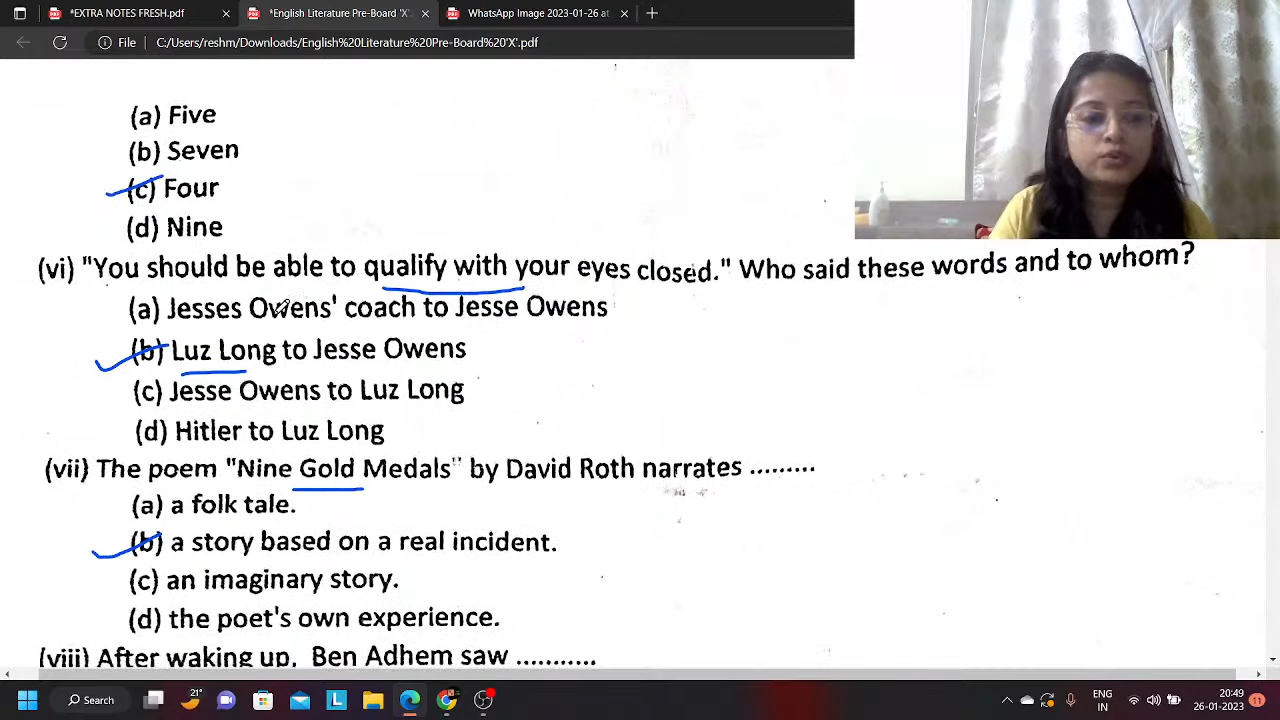 *EXTRA NOTES FRESH.pdf
*English Literature Pre-Board 'X'.
WhatsApp Image 2023-01-26 at
File
C:/Users/reshm/Downloads/English%20Literature%20Pre-Board%20'X'.pdf
(a) Five
(b) Seven
(c) Four
(d) Nine
(vi) "You should be able to qualify with your eyes closed." Who said these words and to whom?
(a) Jesses Owens' coach to Jesse Owens
(b) Luz Long to Jesse Owens
(c) Jesse Owens to Luz Long
(d) Hitler to Luz Long
(vii) The poem "Nine Gold Medals" by David Roth narrates .........
(a) a folk tale.
(b) a story based on a real incident.
(c) an imaginary story.
(d) the poet's own experience.
(viii) After waking up, Ben Adhem saw ...........
Search
21°
L
ENG
IN
20:49
26-01-2023
11